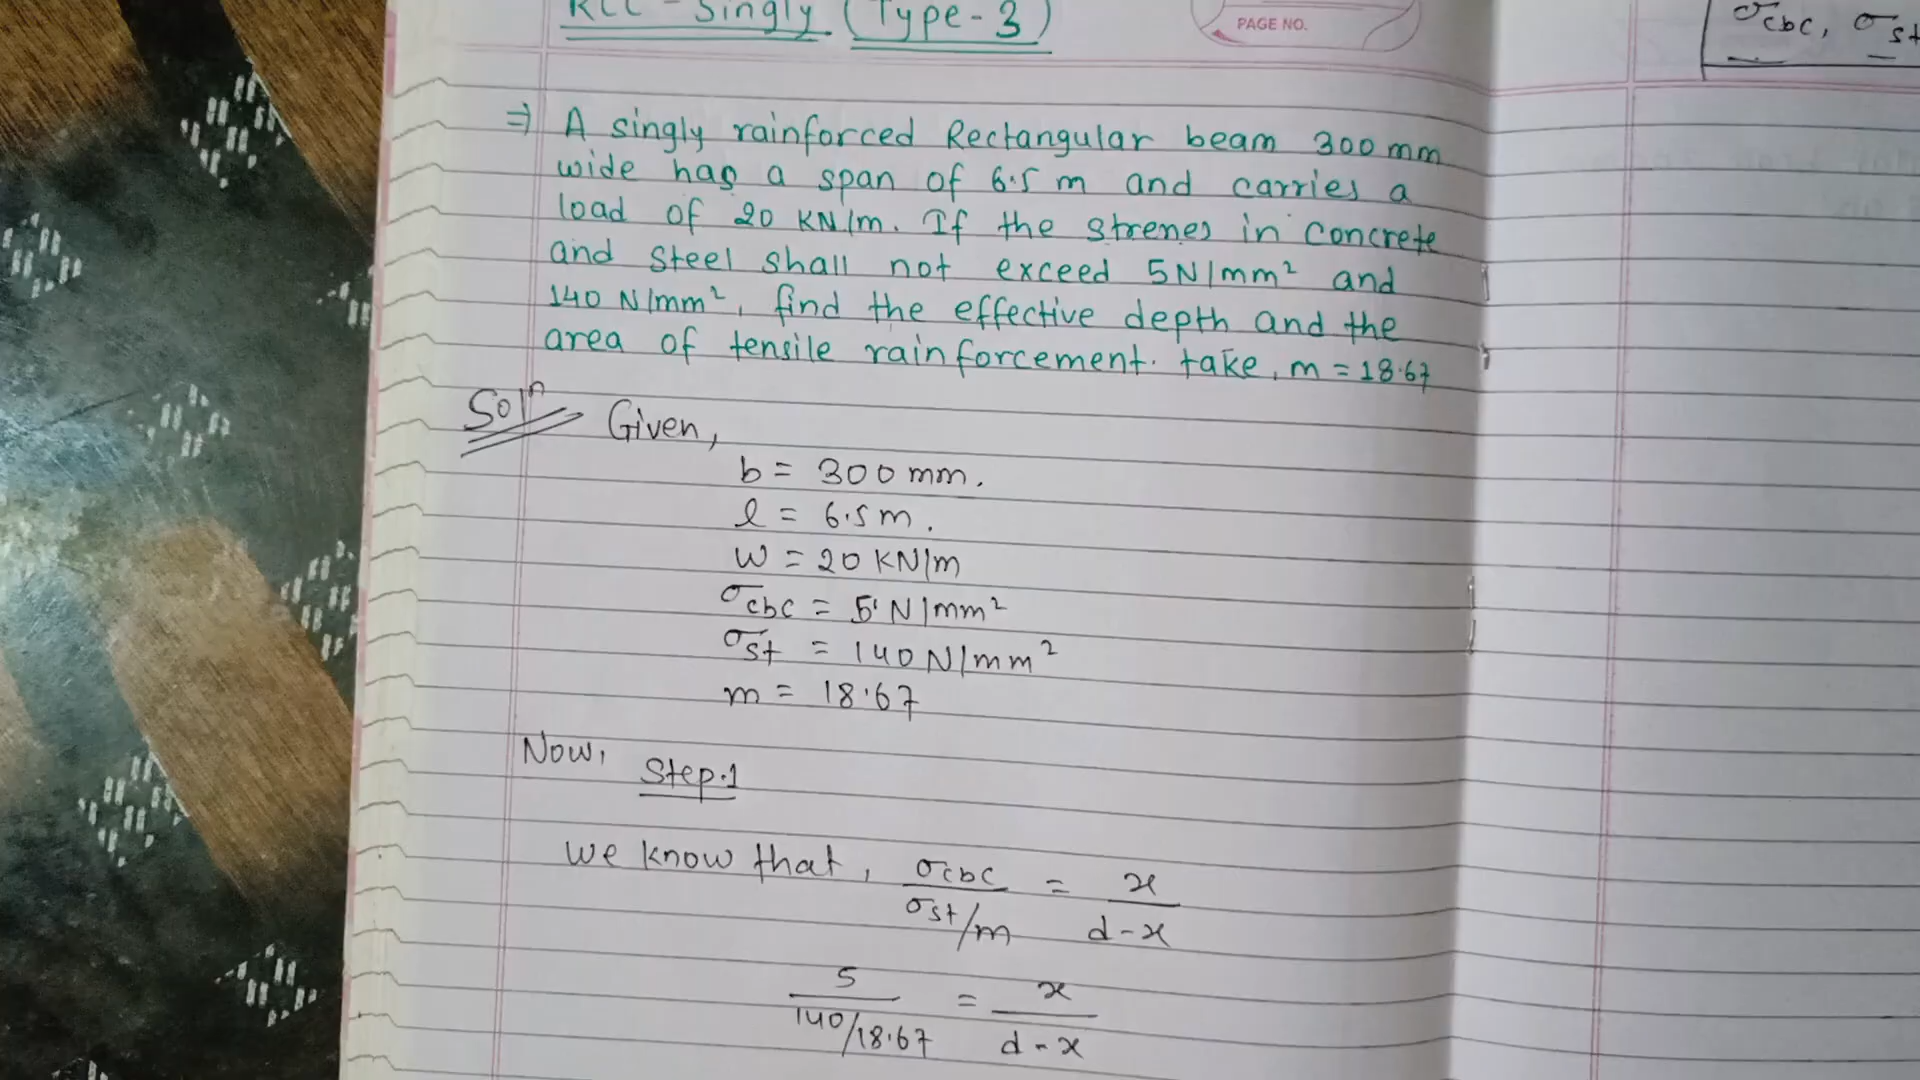 RCC - Singly (Type-3)
PAGE NO.
σcbc, σst
⇒ A singly rainforced Rectangular beam 300 mm
wide has a span of 6.5 m and carries a
load of 20 KN/m. If the strenes in concrete
and steel shall not exceed 5N/mm² and
140 N/mm², find the effective depth and the
area of tensile rainforcement. take, m = 18.67
Solⁿ Given,
b = 300 mm.
l = 6.5 m.
w = 20 KN/m
σcbc = 5 N/mm²
σst = 140 N/mm²
m = 18.67
Now, Step.1
we know that, σcbc / σst/m = x / d-x
5 / 140/18.67 = x / d-x